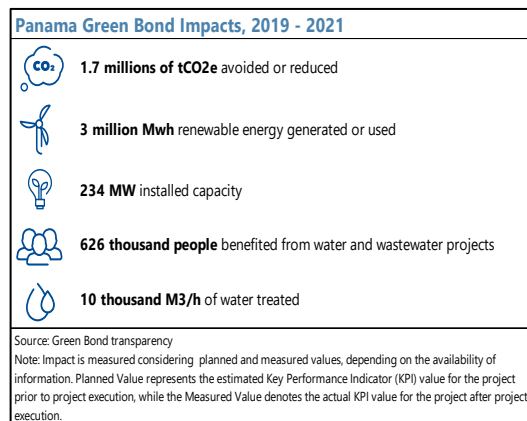 Panama Green Bond Impacts, 2019 - 2021
CO₂
1.7 millions of tCO2e avoided or reduced
3 million Mwh renewable energy generated or used
234 MW installed capacity
626 thousand people benefited from water and wastewater projects
10 thousand M3/h of water treated
Source: Green Bond transparency
Note: Impact is measured considering planned and measured values, depending on the availability of
information. Planned Value represents the estimated Key Performance Indicator (KPI) value for the project
prior to project execution, while the Measured Value denotes the actual KPI value for the project after project
execution.